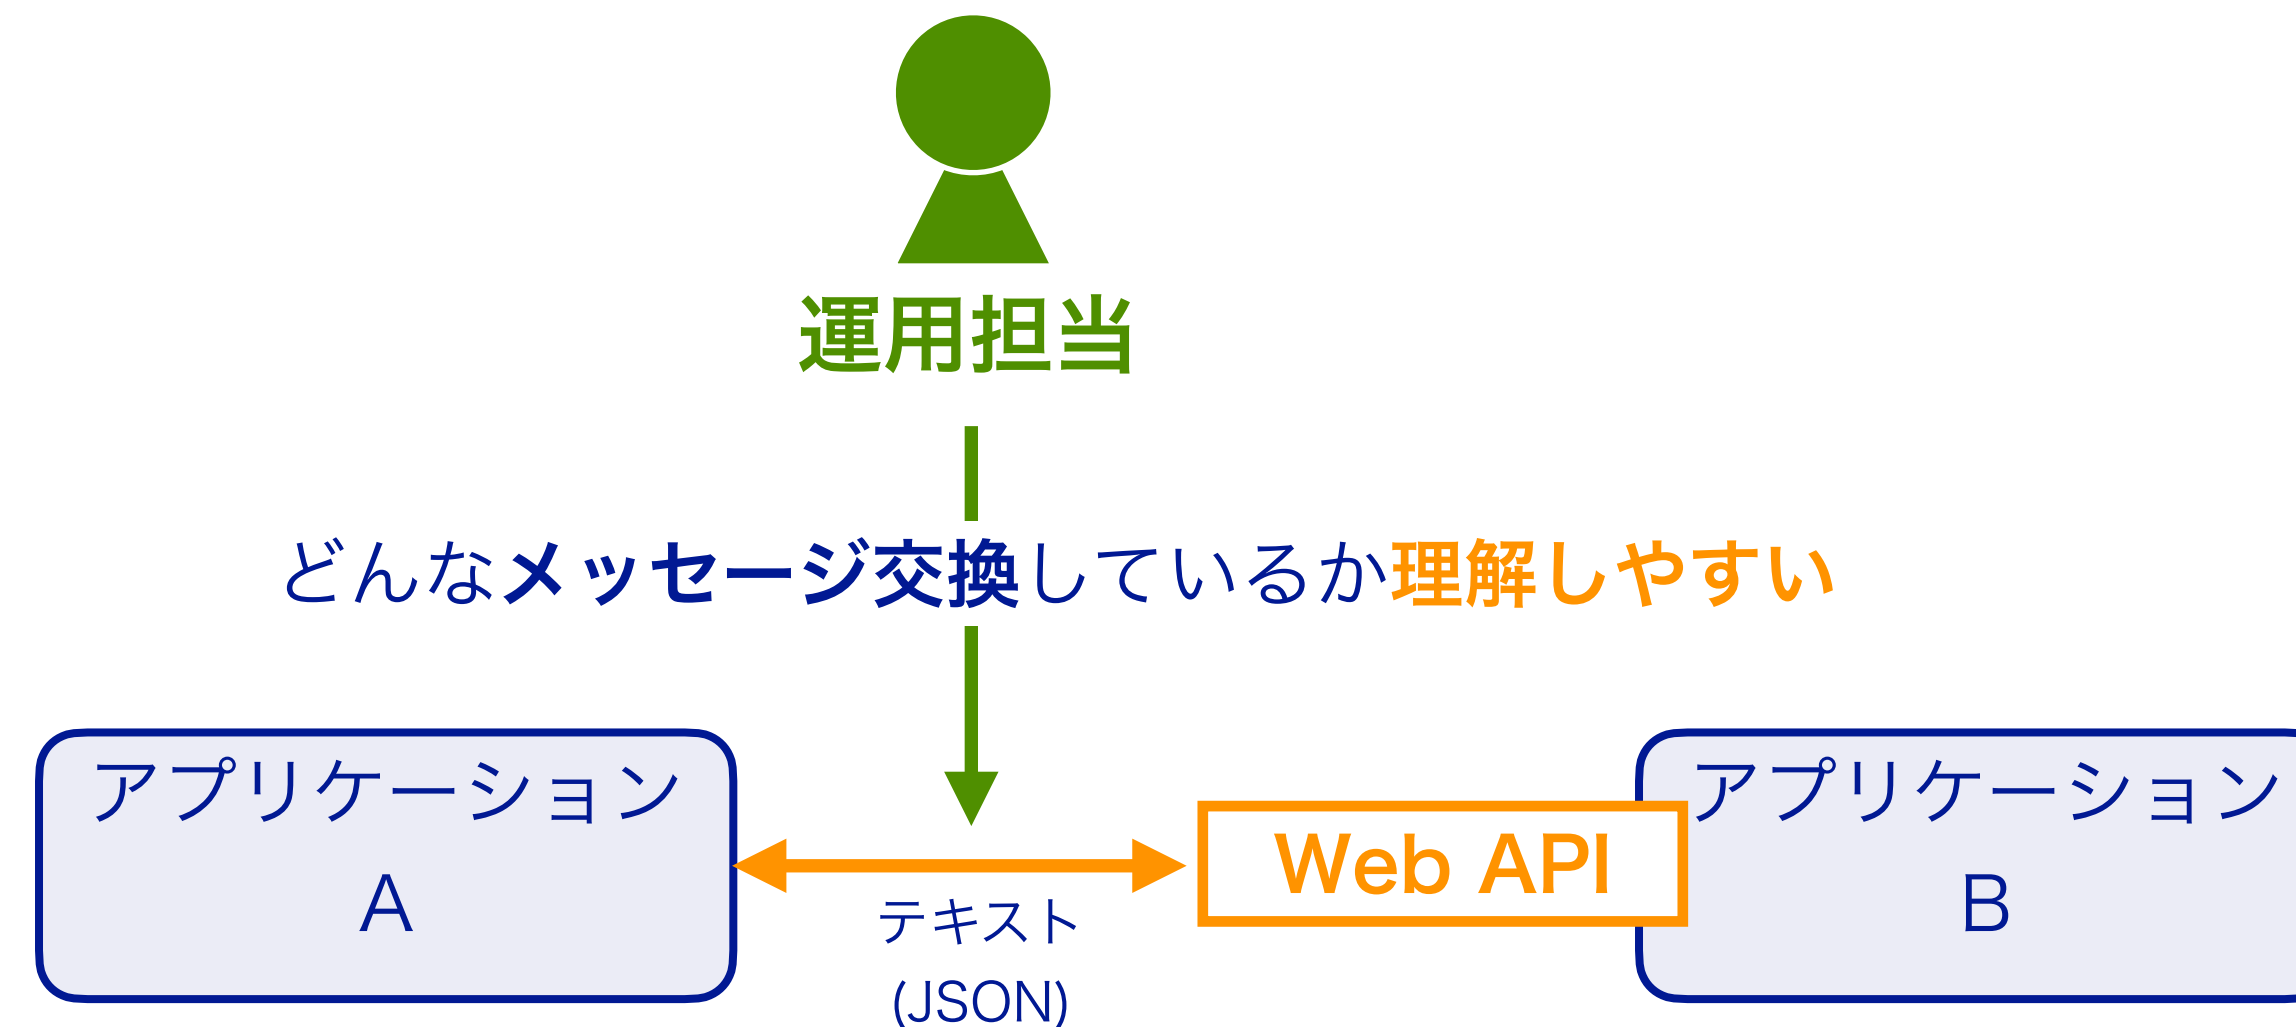 運用担当
どんなメッセージ交換しているか理解しやすい
アプリケーション
A
テキスト
(JSON)
Web API
アプリケーション
B